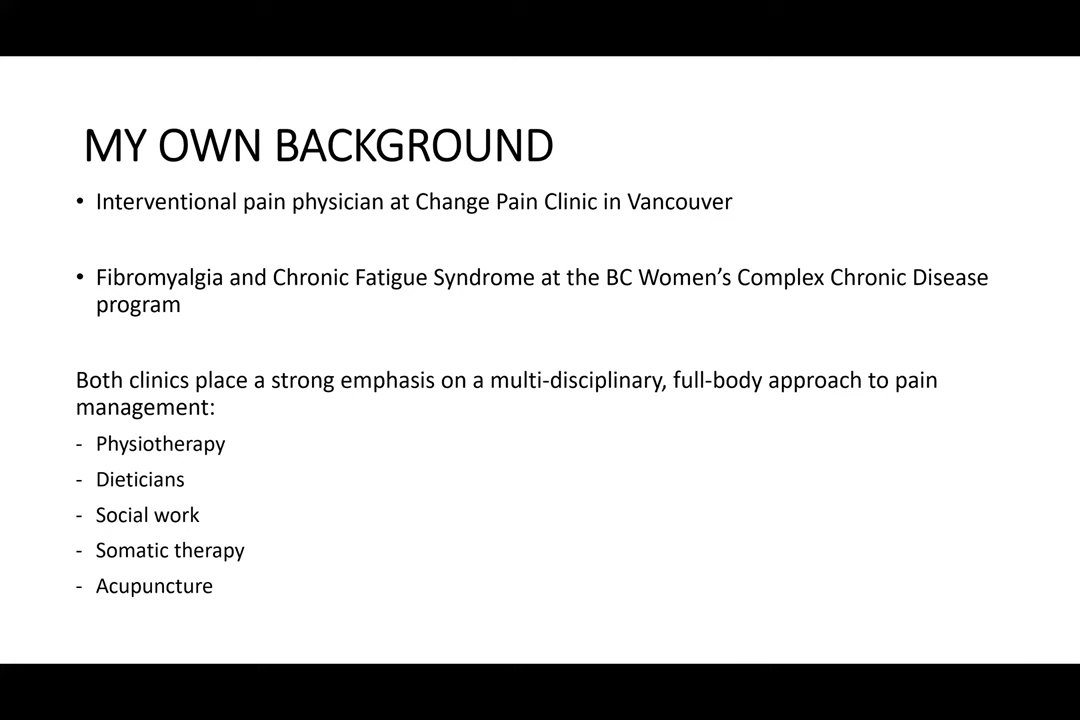 MY OWN BACKGROUND
• Interventional pain physician at Change Pain Clinic in Vancouver
• Fibromyalgia and Chronic Fatigue Syndrome at the BC Women’s Complex Chronic Disease
program
Both clinics place a strong emphasis on a multi-disciplinary, full-body approach to pain
management:
- Physiotherapy
- Dieticians
- Social work
- Somatic therapy
- Acupuncture